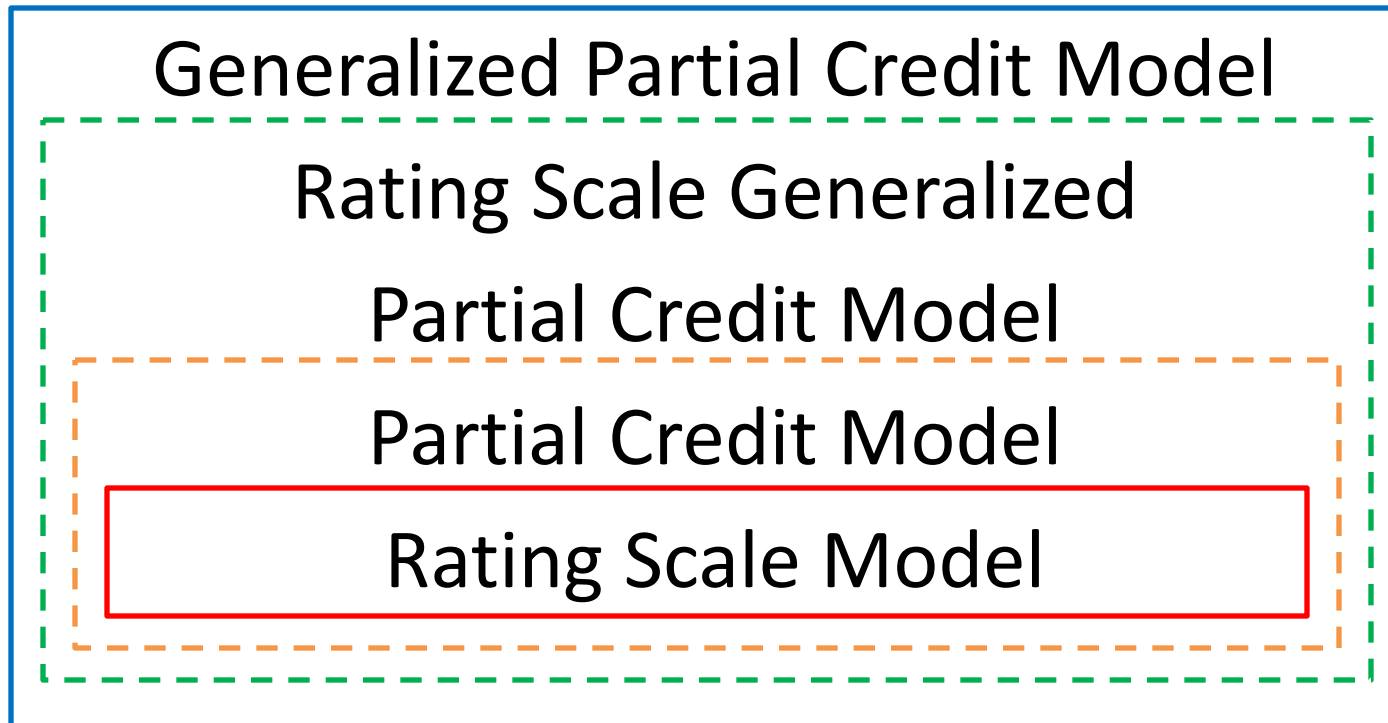 Generalized Partial Credit Model
Rating Scale Generalized
Partial Credit Model
Partial Credit Model
Rating Scale Model